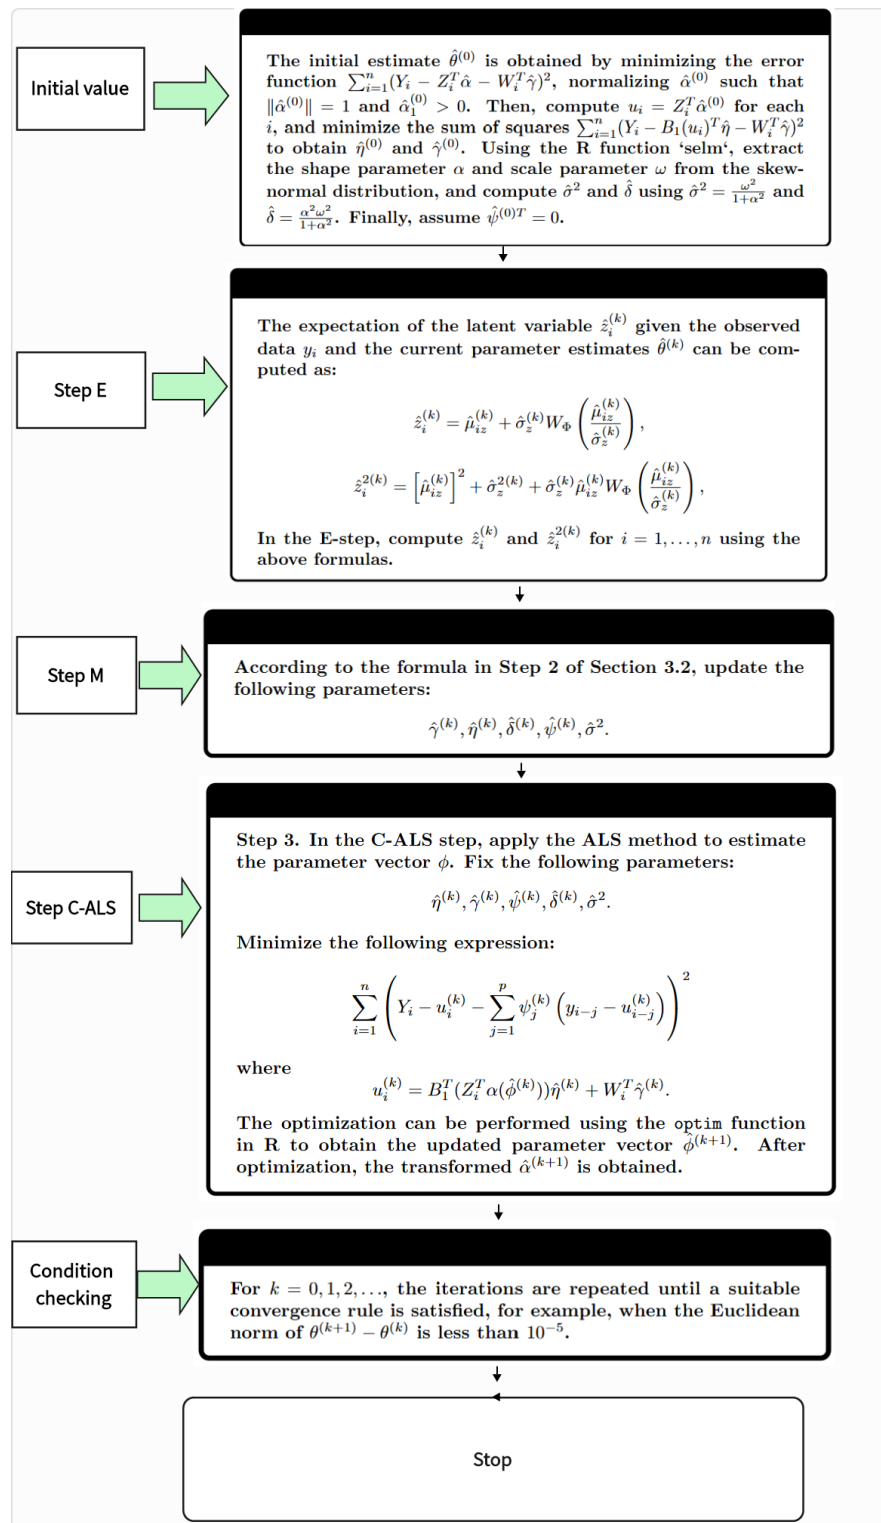 Initial value
The initial estimate θ̂^(0) is obtained by minimizing the error
function ∑_{i=1}^{n}(Y_i − Z_i^T α̂ − W_i^T γ̂)^2, normalizing α̂^(0) such that
‖α̂^(0)‖ = 1 and α̂_1^(0) > 0. Then, compute u_i = Z_i^T α̂^(0) for each
i, and minimize the sum of squares ∑_{i=1}^{n}(Y_i − B_1(u_i)^T η̂ − W_i^T γ̂)^2
to obtain η̂^(0) and γ̂^(0). Using the R function ‘selm‘, extract
the shape parameter α and scale parameter ω from the skew-
normal distribution, and compute σ̂^2 and δ̂ using σ̂^2 = ω^2/(1+α^2) and
δ̂ = α^2ω^2/(1+α^2). Finally, assume ψ̂^(0)T = 0.
Step E
The expectation of the latent variable ẑ_i^(k) given the observed
data y_i and the current parameter estimates θ̂^(k) can be com-
puted as:
ẑ_i^(k) = μ̂_iz^(k) + σ̂_z^(k) W_Φ (μ̂_iz^(k) / σ̂_z^(k)),
ẑ_i^2(k) = [μ̂_iz^(k)]^2 + σ̂_z^2(k) + σ̂_z^(k) μ̂_iz^(k) W_Φ (μ̂_iz^(k) / σ̂_z^(k)),
In the E-step, compute ẑ_i^(k) and ẑ_i^2(k) for i = 1, . . . , n using the
above formulas.
Step M
According to the formula in Step 2 of Section 3.2, update the
following parameters:
γ̂^(k), η̂^(k), δ̂^(k), ψ̂^(k), σ̂^2.
Step C-ALS
Step 3. In the C-ALS step, apply the ALS method to estimate
the parameter vector ϕ. Fix the following parameters:
η̂^(k), γ̂^(k), ψ̂^(k), δ̂^(k), σ̂^2.
Minimize the following expression:
∑_{i=1}^{n} (Y_i − u_i^(k) − ∑_{j=1}^{p} ψ_j^(k) (y_{i−j} − u_{i−j}^(k)))^2
where
u_i^(k) = B_1^T(Z_i^T α(ϕ̂^(k)))η̂^(k) + W_i^T γ̂^(k).
The optimization can be performed using the optim function
in R to obtain the updated parameter vector ϕ̂^(k+1). After
optimization, the transformed α̂^(k+1) is obtained.
Condition
checking
For k = 0, 1, 2, . . ., the iterations are repeated until a suitable
convergence rule is satisfied, for example, when the Euclidean
norm of θ^(k+1) − θ^(k) is less than 10^−5.
Stop